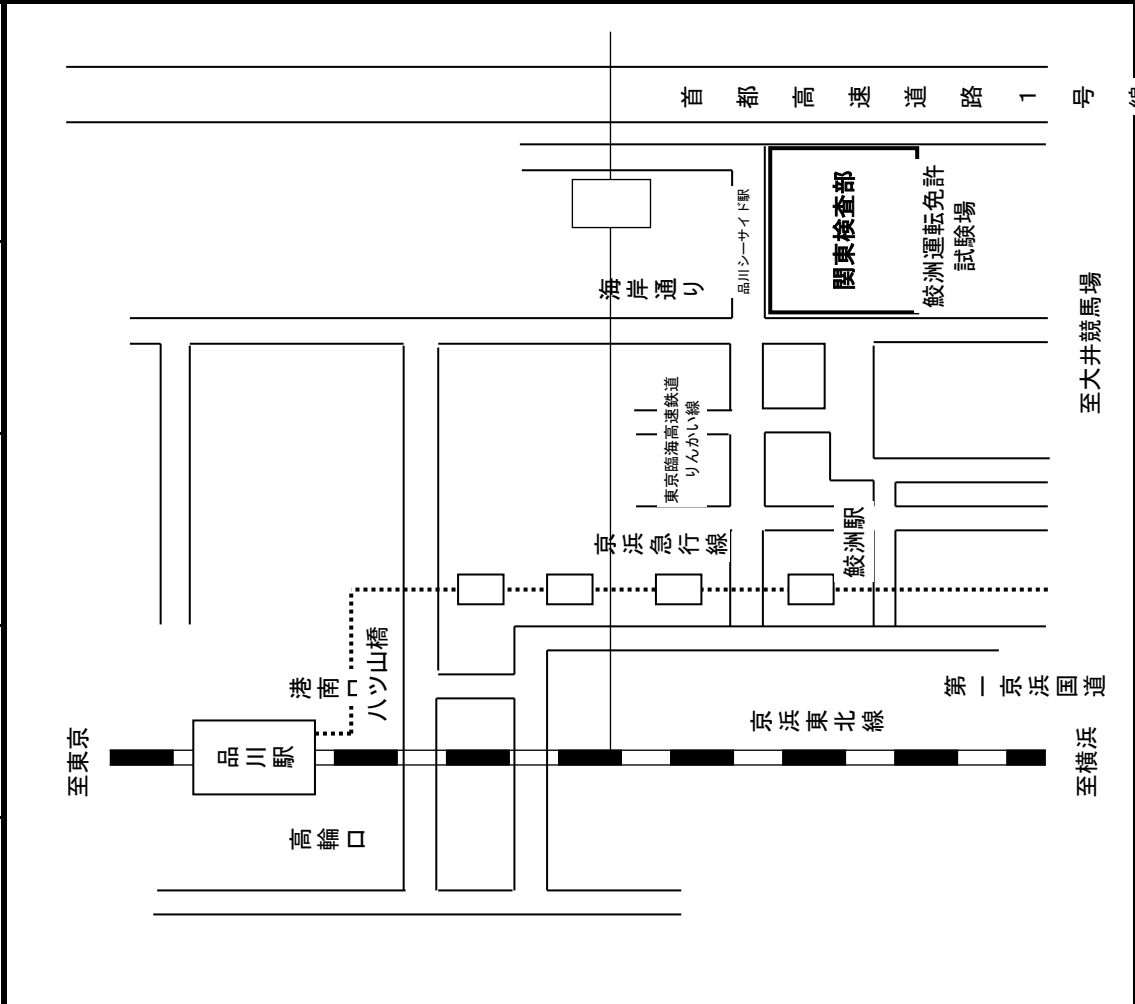 首都高速道路1号線
関東検査部
鮫洲運転免許
試験場
品川シーサイド駅
海岸通り
至大井競馬場
東京臨海高速鉄道
りんかい線
京浜急行線
鮫洲駅
八ツ山橋
港南口
第一京浜国道
京浜東北線
至東京
品川駅
至横浜
高輪口